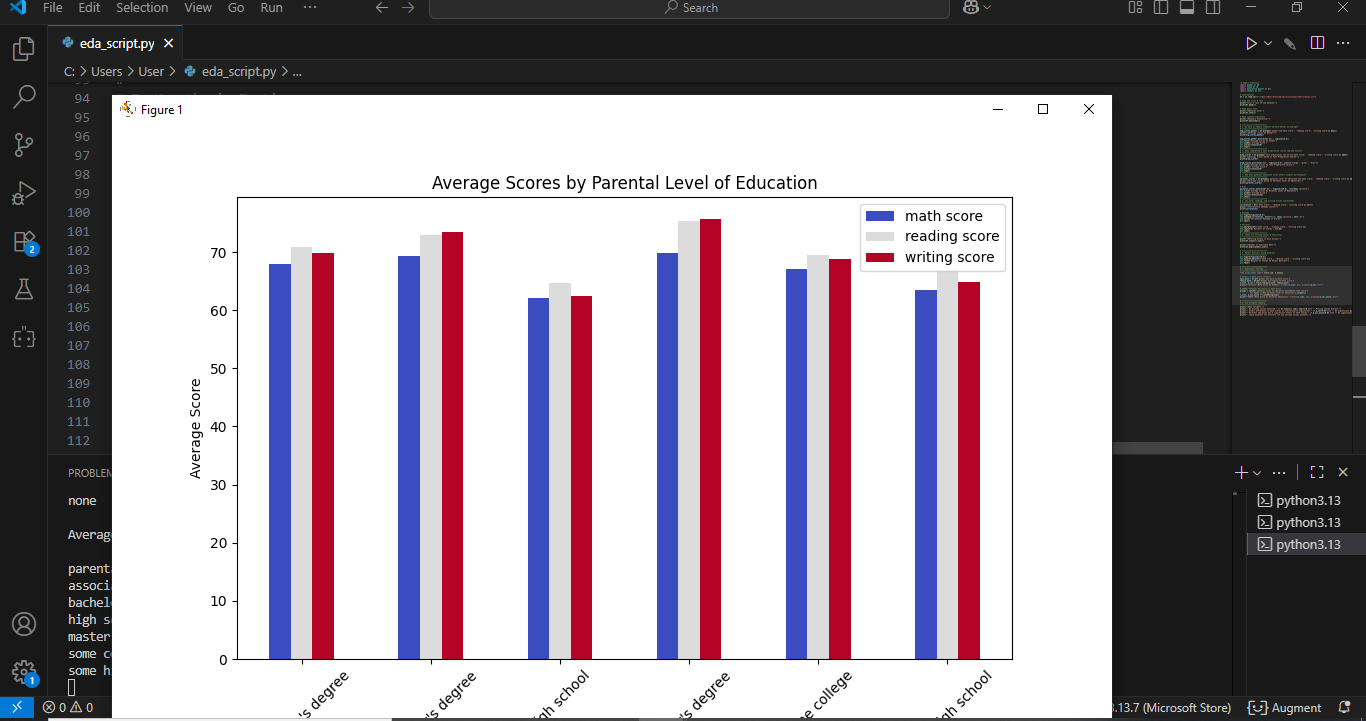 File Edit Selection View Go Run ··· Search
eda_script.py
C: > Users > User > eda_script.py > ...
94
95
96
97
98
99
100
101
102
103
104
105
106
107
108
109
110
111
112
2
1
Figure 1
Average Scores by Parental Level of Education
math score
reading score
writing score
Average Score
70
60
50
40
30
20
10
0
's degree
's degree
gh school
's degree
e college
gh school
PROBLEM
none
Averag
parent
associ
bachel
high s
master
some c
some h
python3.13
python3.13
python3.13
0 0
.13.7 (Microsoft Store) Augment